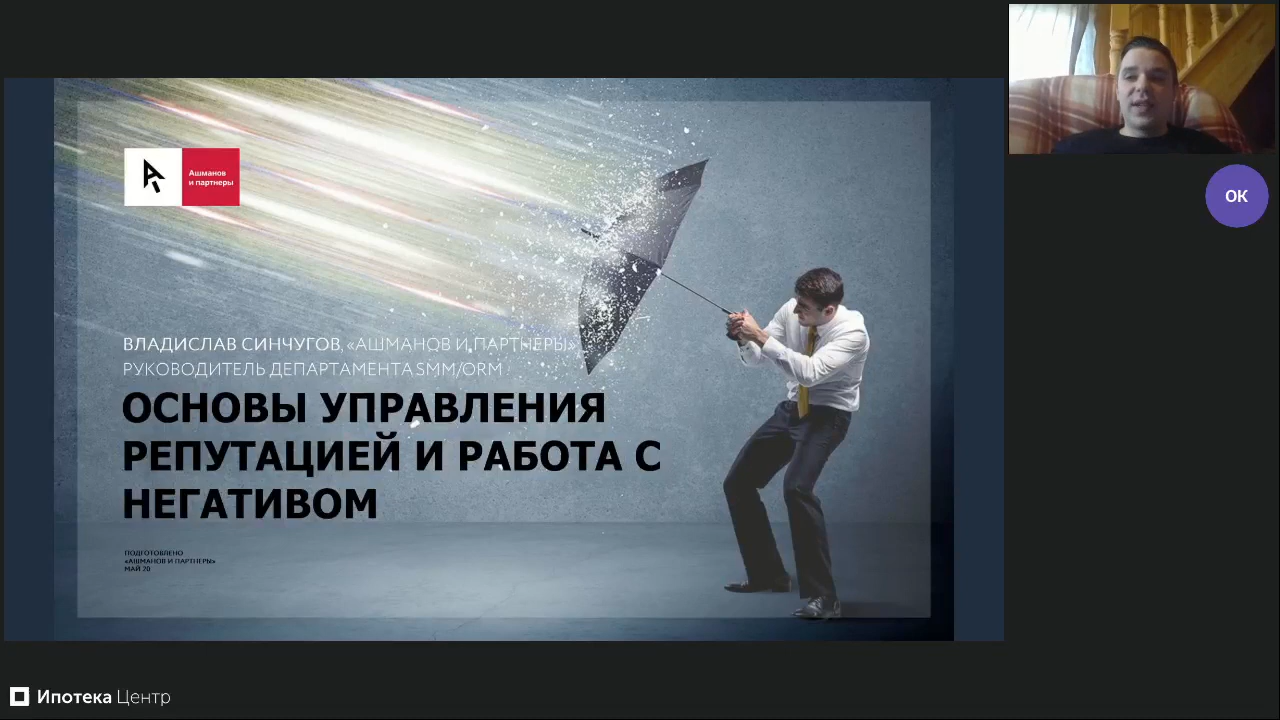 Ашманов
и партнеры
ВЛАДИСЛАВ СИНЧУГОВ, «АШМАНОВ И ПАРТНЕРЫ»
РУКОВОДИТЕЛЬ ДЕПАРТАМЕНТА SMM/ORM
ОСНОВЫ УПРАВЛЕНИЯ
РЕПУТАЦИЕЙ И РАБОТА С
НЕГАТИВОМ
ПОДГОТОВЛЕНО
«АШМАНОВ И ПАРТНЕРЫ»
МАЙ 20
ОК
Ипотека Центр